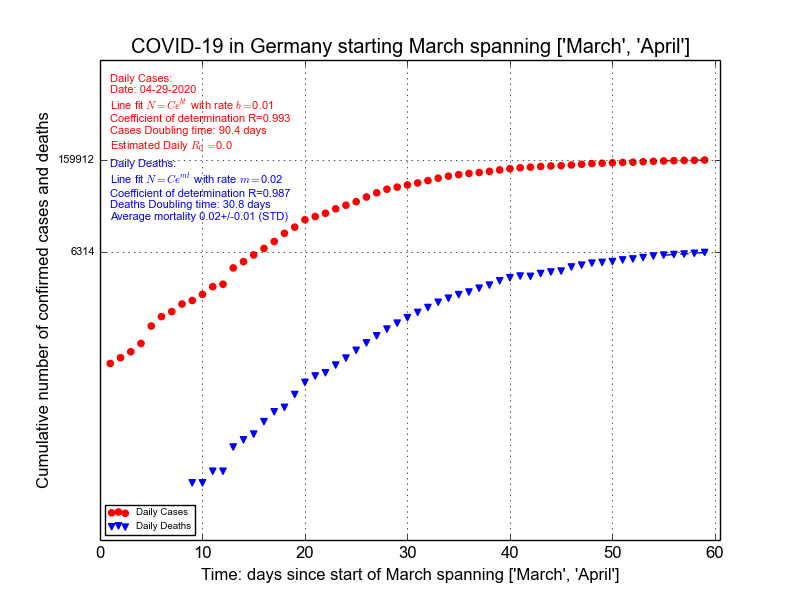 COVID-19 in Germany starting March spanning ['March', 'April']
Daily Cases:
Date: 04-29-2020
Line fit N=Ce^{bt} with rate b=0.01
Coefficient of determination R=0.993
Cases Doubling time: 90.4 days
Estimated Daily R_0=0.0
Daily Deaths:
Line fit N=Ce^{mt} with rate m=0.02
Coefficient of determination R=0.987
Deaths Doubling time: 30.8 days
Average mortality 0.02+/-0.01 (STD)
Cumulative number of confirmed cases and deaths
159912
6314
Daily Cases
Daily Deaths
0 10 20 30 40 50 60
Time: days since start of March spanning ['March', 'April']